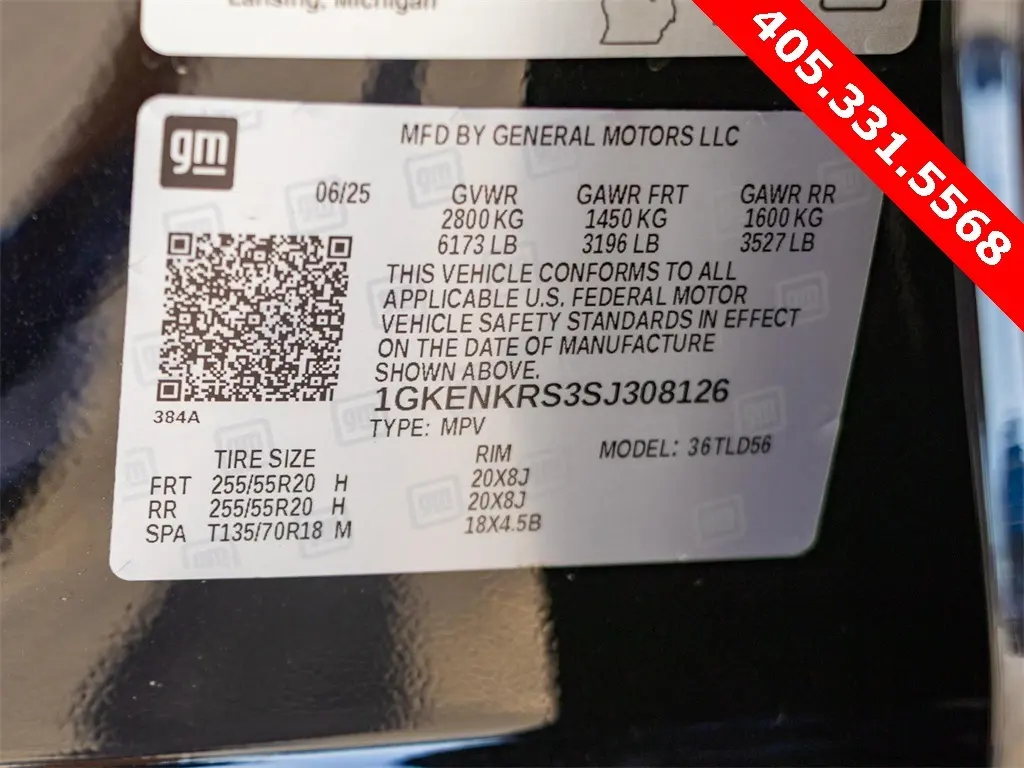 Lansing, Michigan
405.331.5568
gm
MFD BY GENERAL MOTORS LLC
06/25 GVWR GAWR FRT GAWR RR
2800 KG 1450 KG 1600 KG
6173 LB 3196 LB 3527 LB
THIS VEHICLE CONFORMS TO ALL
APPLICABLE U.S. FEDERAL MOTOR
VEHICLE SAFETY STANDARDS IN EFFECT
ON THE DATE OF MANUFACTURE
SHOWN ABOVE.
1GKENKRS3SJ308126
384A
TYPE: MPV MODEL: 36TLD56
TIRE SIZE RIM
FRT 255/55R20 H 20X8J
RR 255/55R20 H 20X8J
SPA T135/70R18 M 18X4.5B